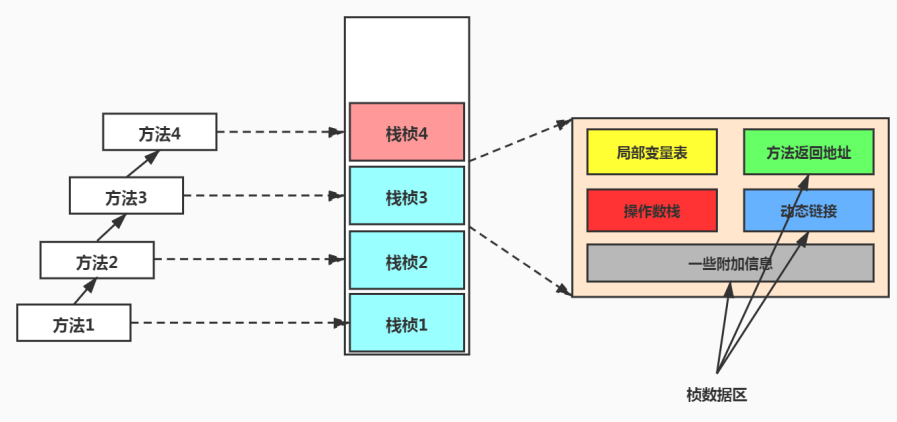 方法4
栈桢4
局部变量表
方法返回地址
方法3
栈桢3
操作数栈
动态链接
方法2
栈桢2
一些附加信息
方法1
栈桢1
桢数据区